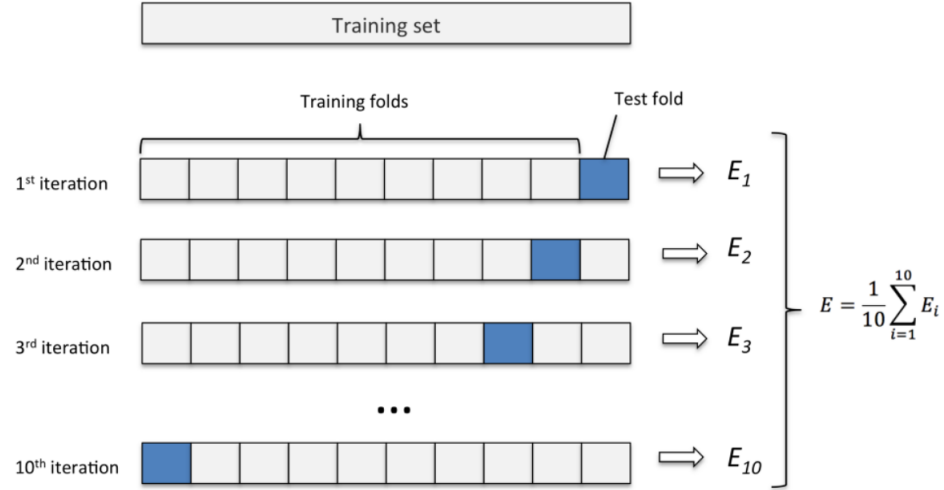 Training set
Training folds
Test fold
1st iteration
E1
2nd iteration
E2
3rd iteration
E3
...
10th iteration
E10
E = 1/10 ∑_{i=1}^{10} E_i